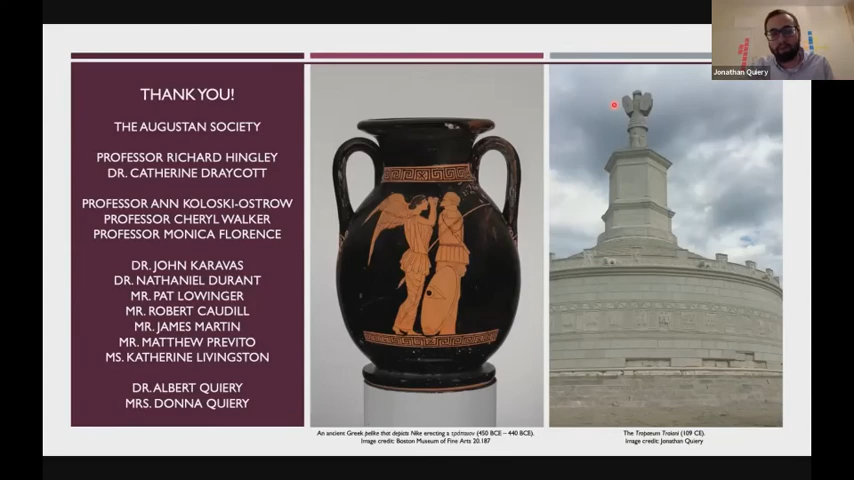 Jonathan Quiery
THANK YOU!
THE AUGUSTAN SOCIETY
PROFESSOR RICHARD HINGLEY
DR. CATHERINE DRAYCOTT
PROFESSOR ANN KOLOSKI-OSTROW
PROFESSOR CHERYL WALKER
PROFESSOR MONICA FLORENCE
DR. JOHN KARAVAS
DR. NATHANIEL DURANT
MR. PAT LOWINGER
MR. ROBERT CAUDILL
MR. JAMES MARTIN
MR. MATTHEW PREVITO
MS. KATHERINE LIVINGSTON
DR. ALBERT QUIERY
MRS. DONNA QUIERY
An ancient Greek pelike that depicts Nike erecting a τρόπαιον (450 BCE – 440 BCE).
Image credit: Boston Museum of Fine Arts 20.187
The Tropaeum Traiani (109 CE).
Image credit: Jonathan Quiery